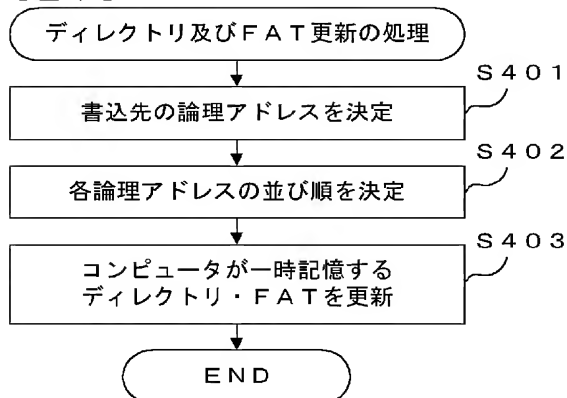 ディレクトリ及びＦＡＴ更新の処理
Ｓ４０１
書込先の論理アドレスを決定
Ｓ４０２
各論理アドレスの並び順を決定
Ｓ４０３
コンピュータが一時記憶する
ディレクトリ・ＦＡＴを更新
ＥＮＤ